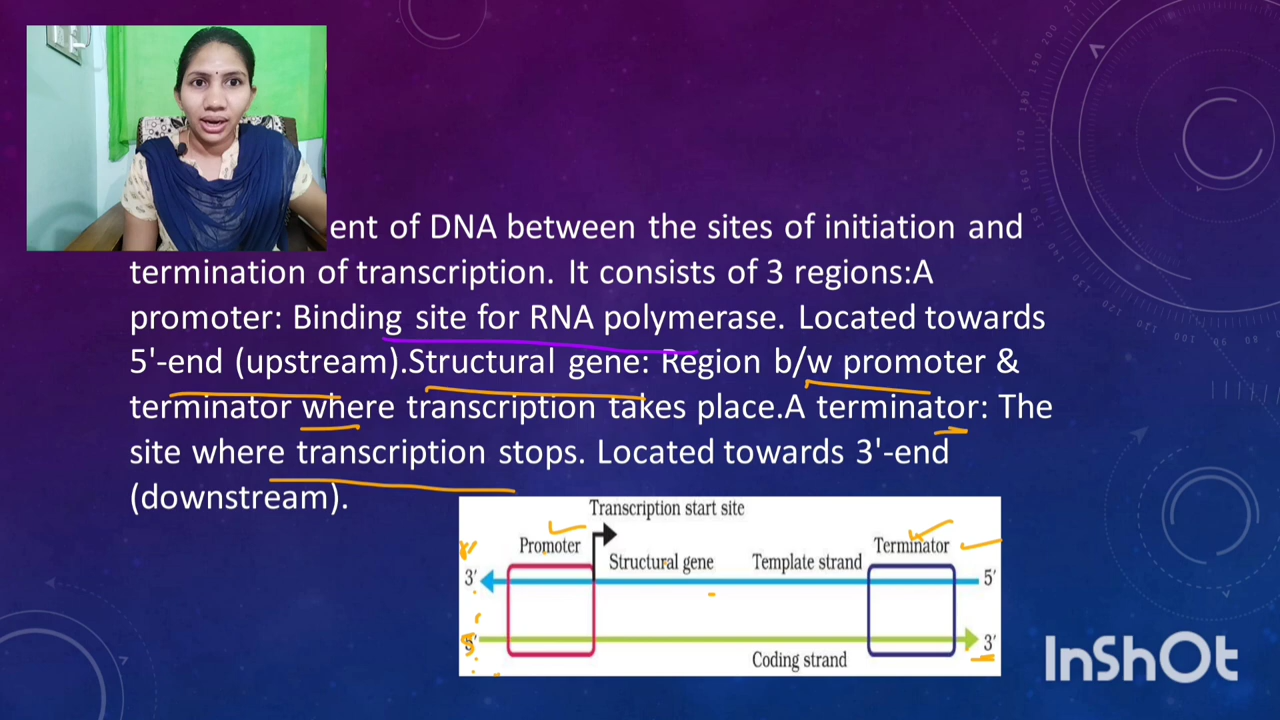 ent of DNA between the sites of initiation and
termination of transcription. It consists of 3 regions:A
promoter: Binding site for RNA polymerase. Located towards
5'-end (upstream).Structural gene: Region b/w promoter &
terminator where transcription takes place.A terminator: The
site where transcription stops. Located towards 3'-end
(downstream).
Transcription start site
Promoter
Terminator
Structural gene
Template strand
3′
5′
5′
3′
Coding strand
InShOt